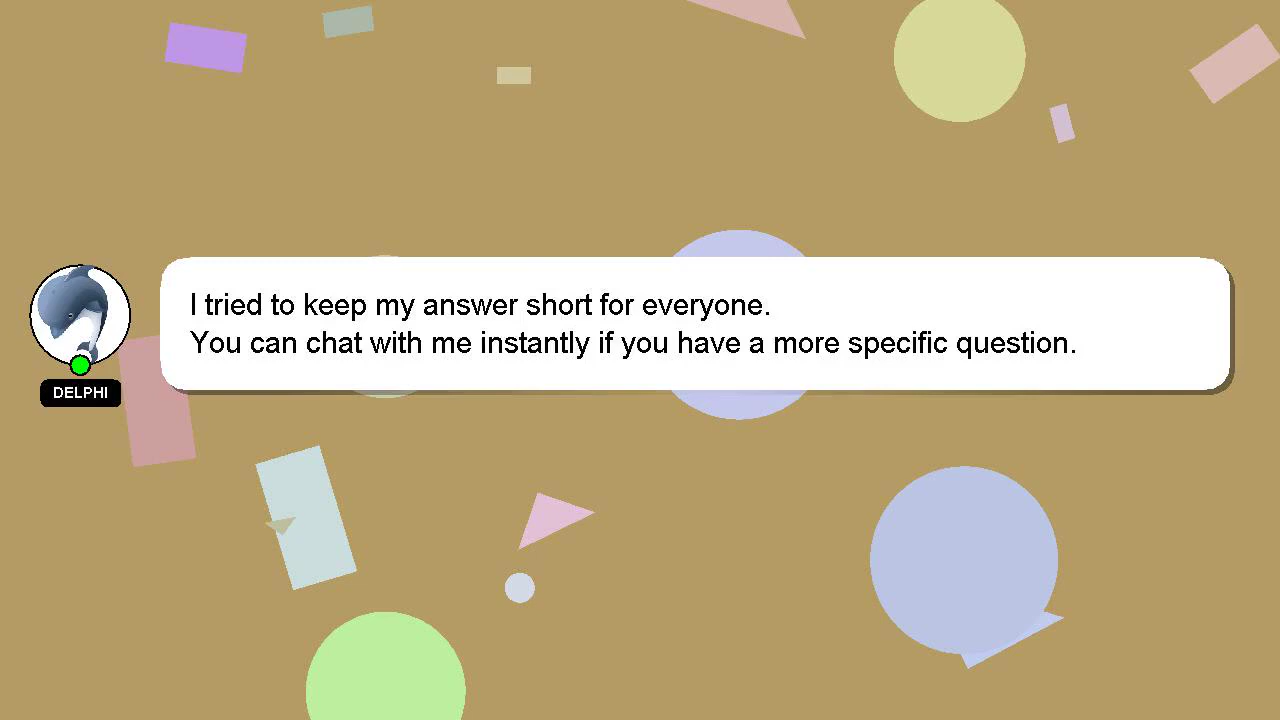 I tried to keep my answer short for everyone.
You can chat with me instantly if you have a more specific question.
DELPHI